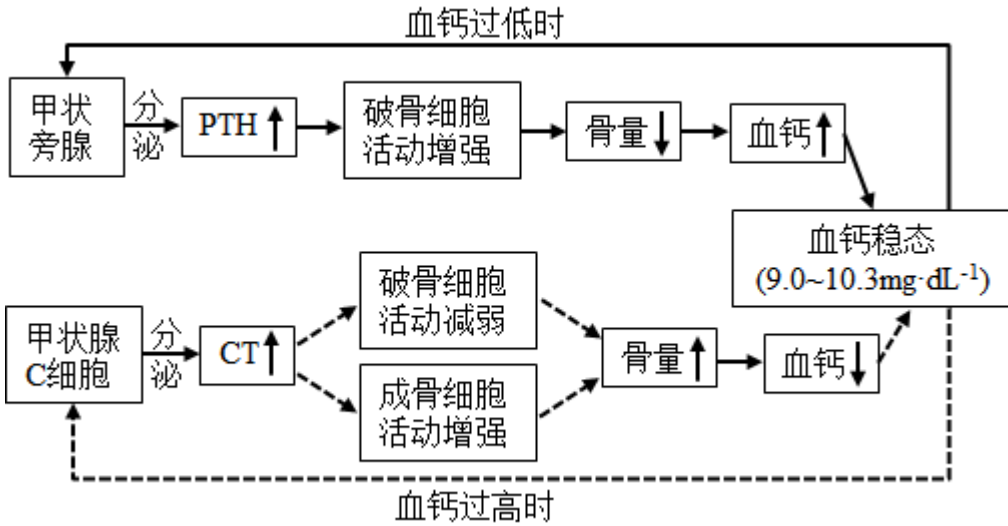 血钙过低时
甲状
旁腺
分
泌
PTH
破骨细胞
活动增强
骨量
血钙
血钙稳态
(9.0~10.3mg·dL-1)
甲状腺
C细胞
分
泌
CT
破骨细胞
活动减弱
成骨细胞
活动增强
骨量
血钙
血钙过高时